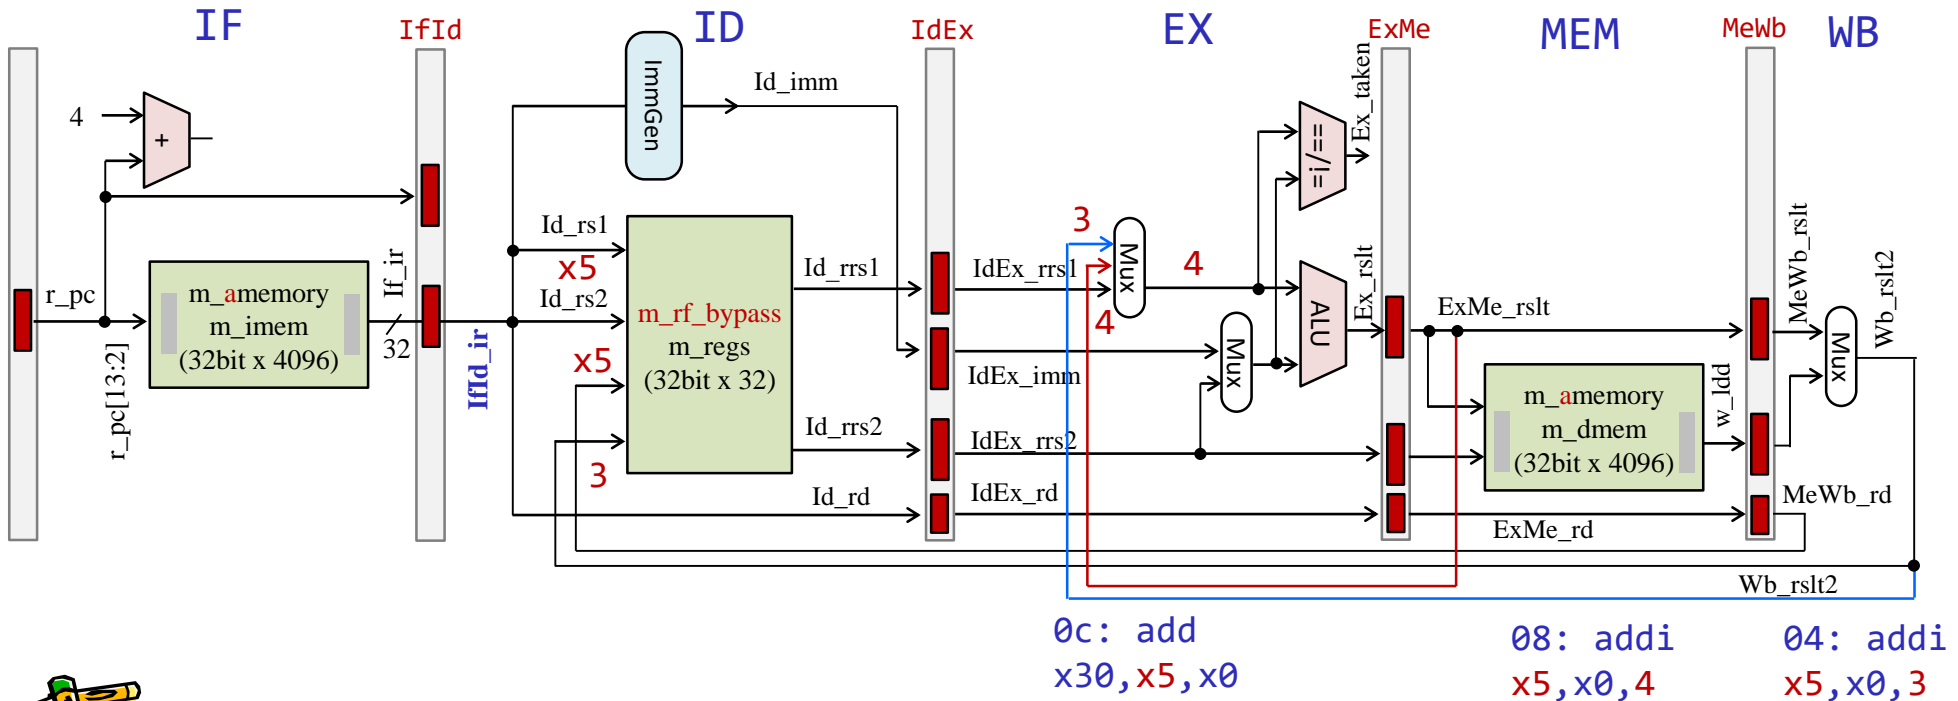 IF
IfId
ID
IdEx
EX
ExMe
MEM
MeWb
WB
4
+
r_pc
r_pc[13:2]
m_amemory
m_imem
(32bit x 4096)
If_ir
32
IfId_ir
ImmGen
Id_imm
Id_rs1
x5
Id_rs2
x5
3
m_rf_bypass
m_regs
(32bit x 32)
Id_rrs1
Id_rrs2
Id_rd
IdEx_rrs1
IdEx_imm
IdEx_rrs2
IdEx_rd
3
4
Mux
4
Mux
==/!=
Ex_taken
ALU
Ex_rslt
ExMe_rslt
m_amemory
m_dmem
(32bit x 4096)
w_ldd
ExMe_rd
MeWb_rslt
Mux
Wb_rslt2
MeWb_rd
Wb_rslt2
0c: add
x30,x5,x0
08: addi
x5,x0,4
04: addi
x5,x0,3